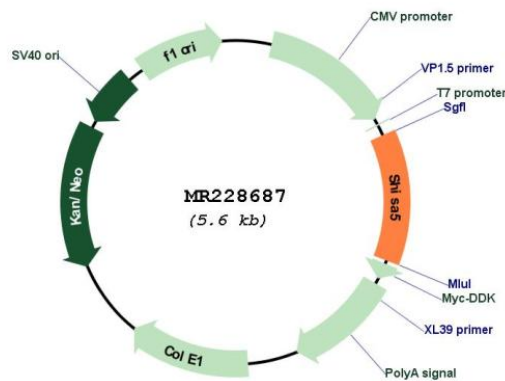 CMV promoter
f1 ori
SV40 ori
VP1.5 primer
T7 promoter
SgfI
Kan/ Neo
Shisa5
MR228687
(5.6 kb)
MluI
Myc-DDK
XL39 primer
Col E1
PolyA signal